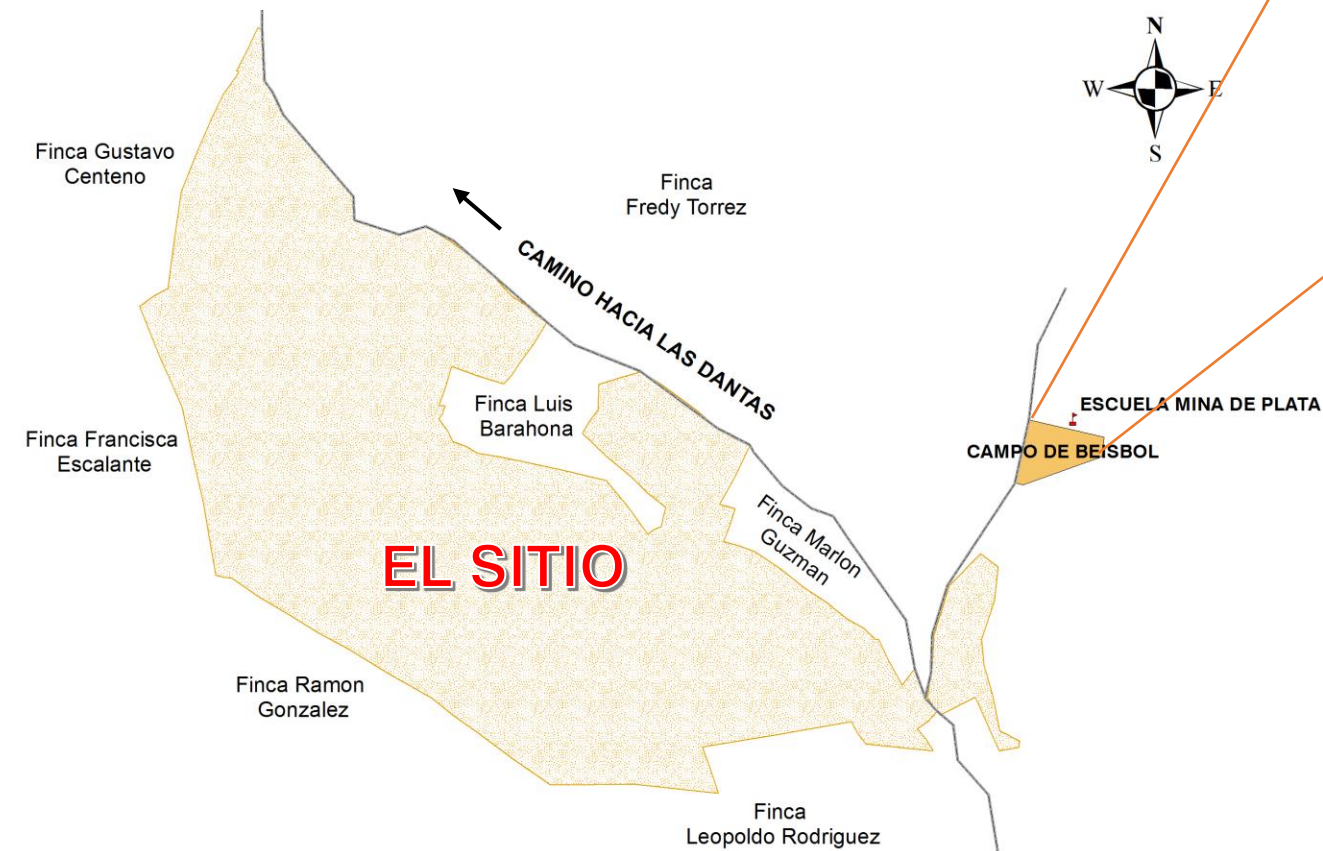 N
W E
S
Finca Gustavo
Centeno
Finca
Fredy Torrez
CAMINO HACIA LAS DANTAS
Finca Luis
Barahona
ESCUELA MINA DE PLATA
CAMPO DE BEISBOL
Finca Francisca
Escalante
Finca Marlon
Guzman
EL SITIO
Finca Ramon
Gonzalez
Finca
Leopoldo Rodriguez